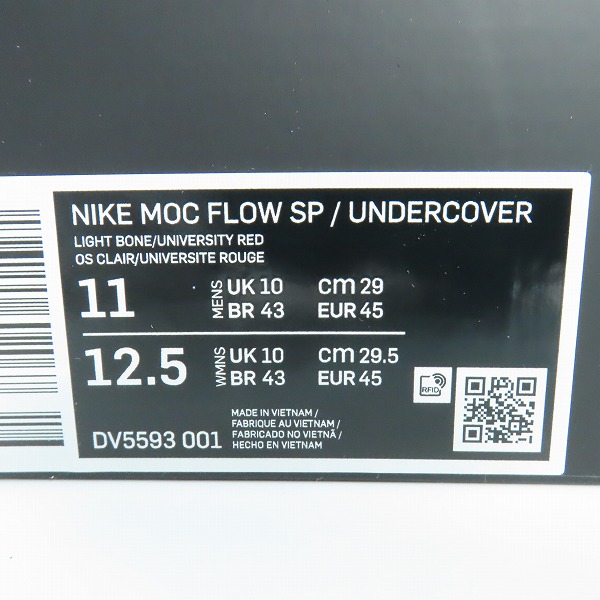 NIKE MOC FLOW SP / UNDERCOVER
LIGHT BONE/UNIVERSITY RED
OS CLAIR/UNIVERSITE ROUGE
11 MENS UK 10 cm 29
BR 43 EUR 45
12.5 WMNS UK 10 cm 29.5
BR 43 EUR 45
RFID
DV5593 001
MADE IN VIETNAM /
FABRIQUE AU VIETNAM /
FABRICADO NO VIETNÃ /
HECHO EN VIETNAM